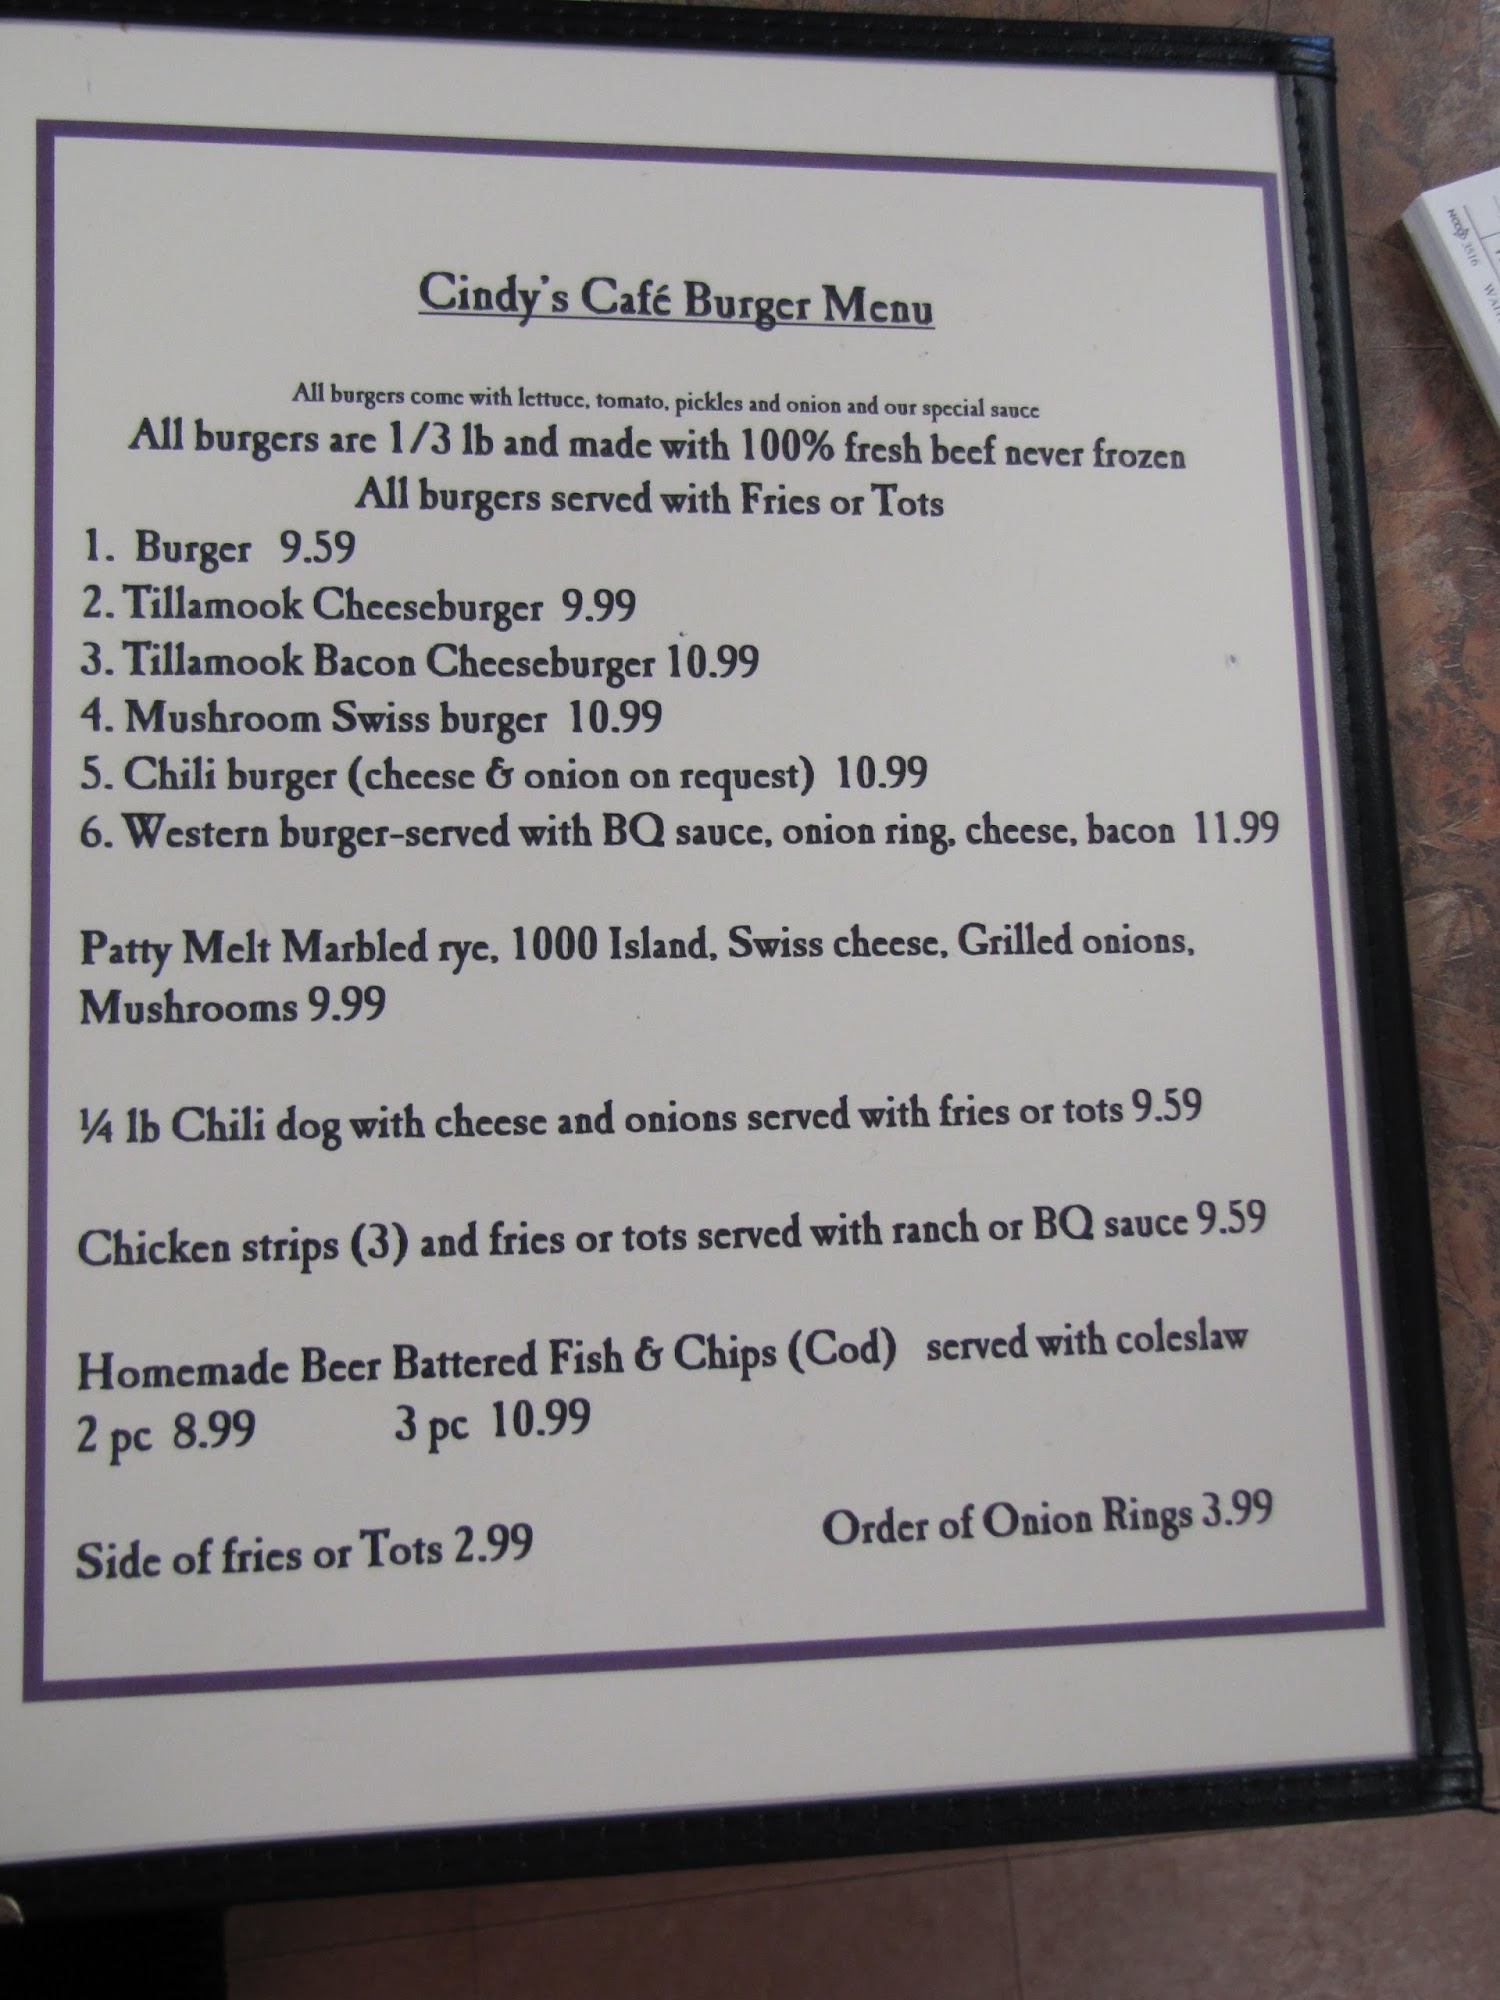 Cindy's Café Burger Menu
All burgers come with lettuce, tomato, pickles and onion and our special sauce
All burgers are 1/3 lb and made with 100% fresh beef never frozen
All burgers served with Fries or Tots
1. Burger 9.59
2. Tillamook Cheeseburger 9.99
3. Tillamook Bacon Cheeseburger 10.99
4. Mushroom Swiss burger 10.99
5. Chili burger (cheese & onion on request) 10.99
6. Western burger-served with BQ sauce, onion ring, cheese, bacon 11.99
Patty Melt Marbled rye, 1000 Island, Swiss cheese, Grilled onions,
Mushrooms 9.99
¼ lb Chili dog with cheese and onions served with fries or tots 9.59
Chicken strips (3) and fries or tots served with ranch or BQ sauce 9.59
Homemade Beer Battered Fish & Chips (Cod) served with coleslaw
2 pc 8.99 3 pc 10.99
Side of fries or Tots 2.99 Order of Onion Rings 3.99
3516